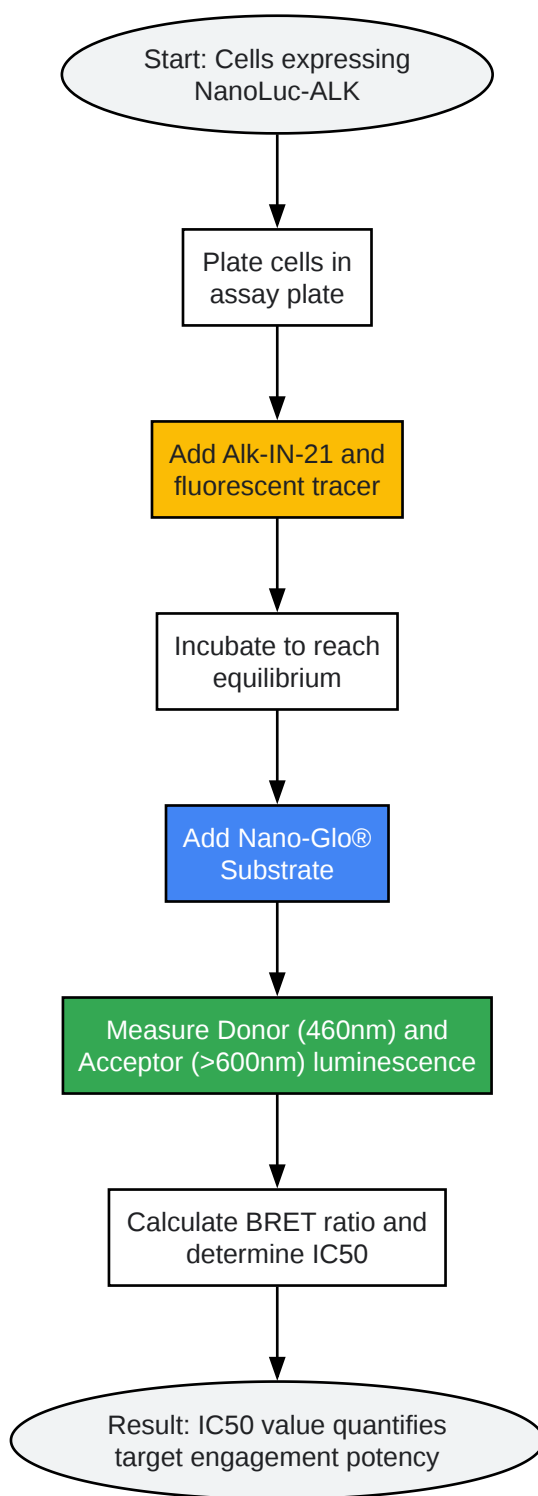 Start: Cells expressing
NanoLuc-ALK
Plate cells in
assay plate
Add Alk-IN-21 and
fluorescent tracer
Incubate to reach
equilibrium
Add Nano-Glo®
Substrate
Measure Donor (460nm) and
Acceptor (>600nm) luminescence
Calculate BRET ratio and
determine IC50
Result: IC50 value quantifies
target engagement potency